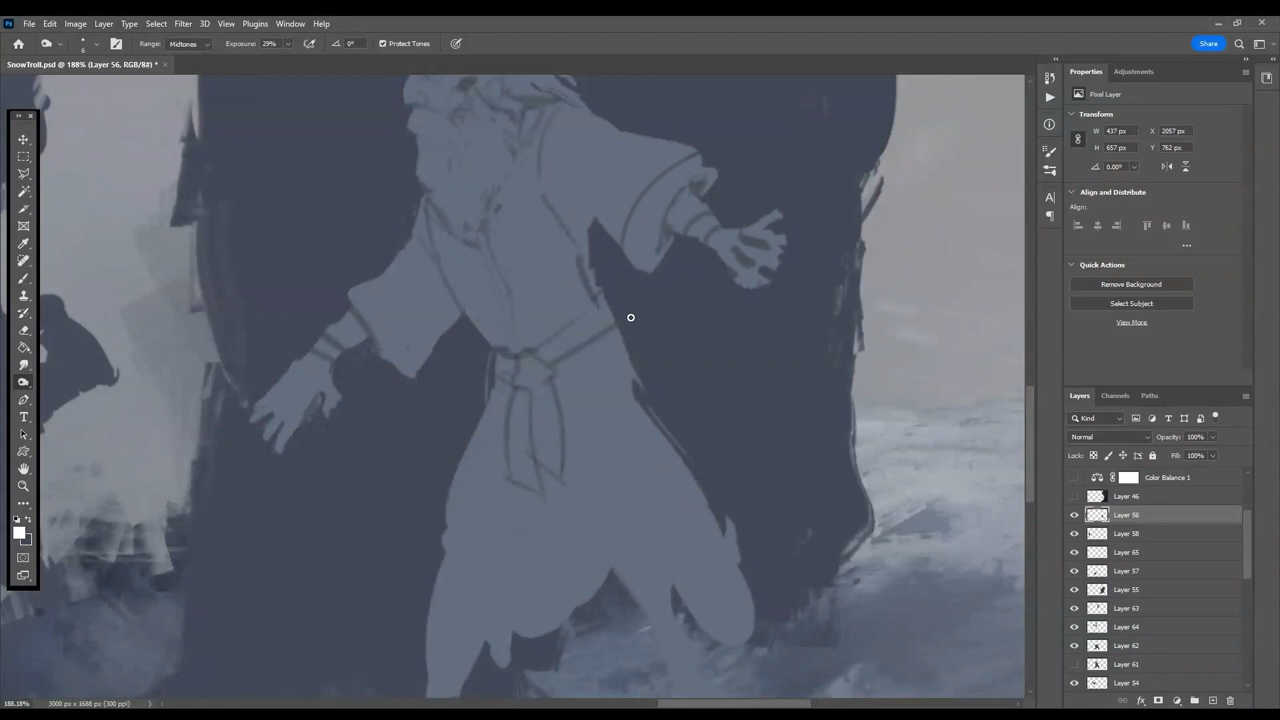 Ps File Edit Image Layer Type Select Filter 3D View Plugins Window Help
6 Range: Midtones Exposure: 29% 0° Protect Tones Share
SnowTroll.psd @ 188% (Layer 56, RGB/8#) * ×
Properties Adjustments
Pixel Layer
Transform
W 437 px X 2057 px
H 657 px Y 762 px
0.00°
Align and Distribute
Align:
Quick Actions
Remove Background
Select Subject
View More
Layers Channels Paths
Kind
Normal Opacity: 100%
Lock: Fill: 100%
Color Balance 1
Layer 46
Layer 56
Layer 58
Layer 65
Layer 57
Layer 55
Layer 63
Layer 64
Layer 62
Layer 61
Layer 54
188.18% 3000 px x 1688 px (300 ppi)